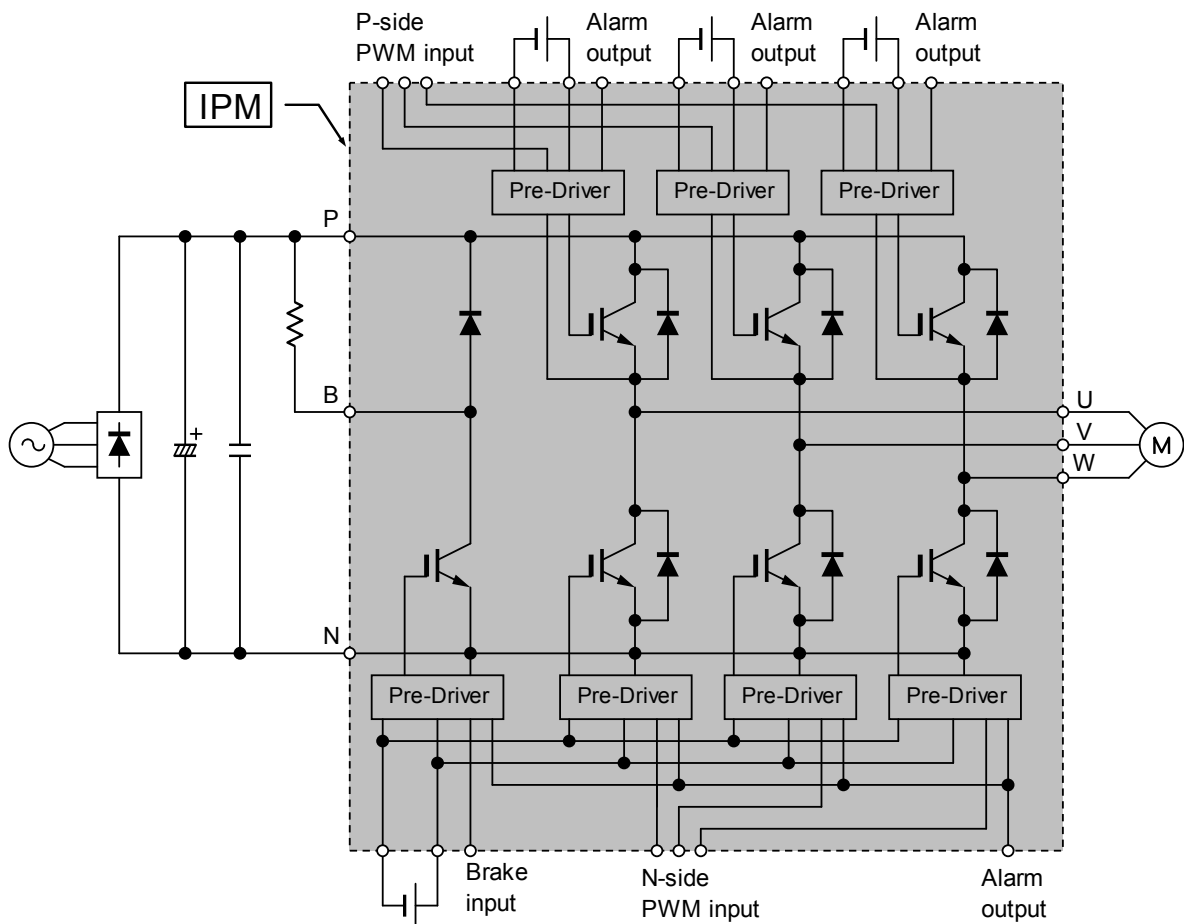 P-side
PWM input
Alarm
output
Alarm
output
Alarm
output
IPM
Pre-Driver
Pre-Driver
Pre-Driver
P
B
U
V
W
M
+
N
Pre-Driver
Pre-Driver
Pre-Driver
Pre-Driver
Brake
input
N-side
PWM input
Alarm
output